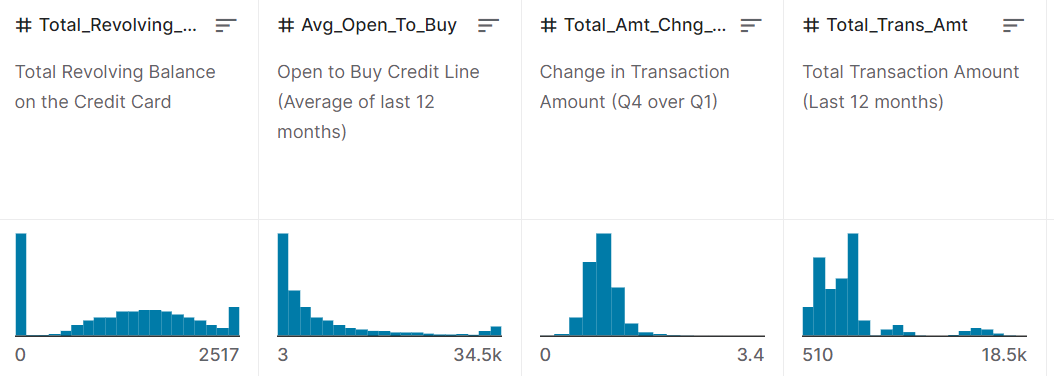 # Total_Revolving_...
Total Revolving Balance
on the Credit Card
0 2517
# Avg_Open_To_Buy
Open to Buy Credit Line
(Average of last 12
months)
3 34.5k
# Total_Amt_Chng_...
Change in Transaction
Amount (Q4 over Q1)
0 3.4
# Total_Trans_Amt
Total Transaction Amount
(Last 12 months)
510 18.5k